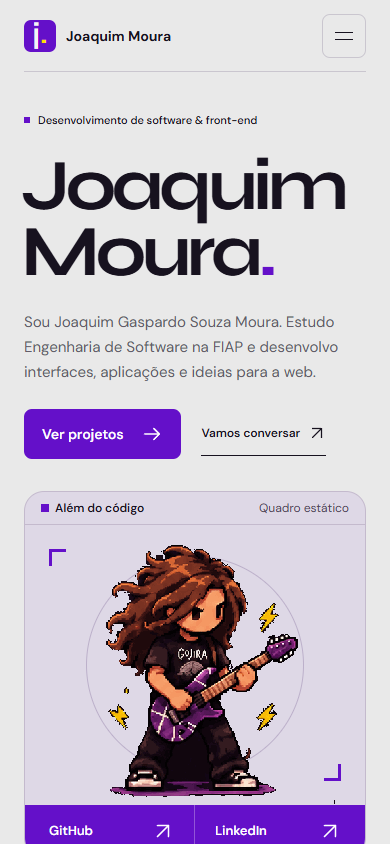 j.
Joaquim Moura
Desenvolvimento de software & front-end
Joaquim
Moura.
Sou Joaquim Gaspardo Souza Moura. Estudo
Engenharia de Software na FIAP e desenvolvo
interfaces, aplicações e ideias para a web.
Ver projetos
Vamos conversar
Além do código
Quadro estático
GOJIRA
GitHub
LinkedIn